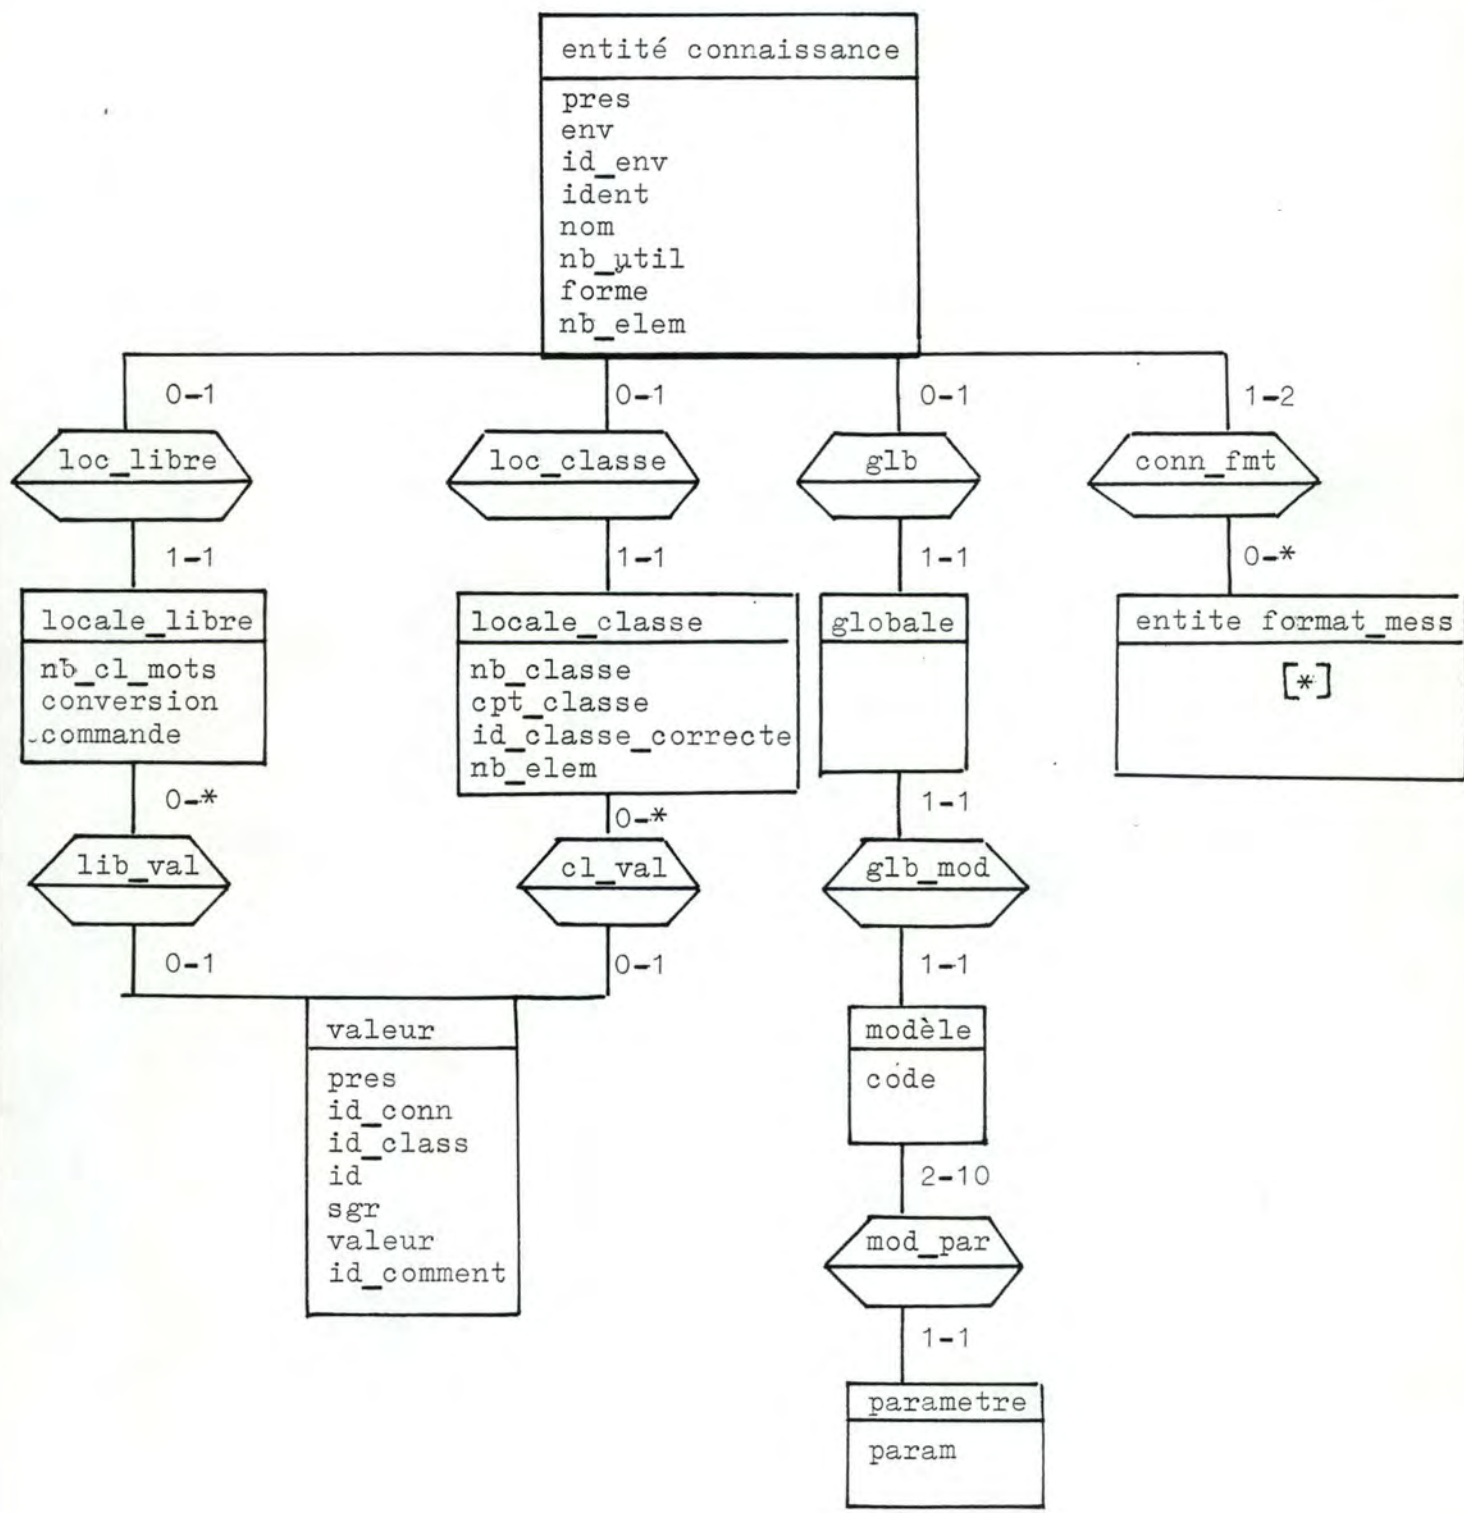 entité connaissance
pres
env
id_env
ident
nom
nb_util
forme
nb_elem
0-1
0-1
0-1
1-2
loc_libre
loc_classe
glb
conn_fmt
1-1
1-1
1-1
0-*
locale_libre
nb_cl_mots
conversion
commande
locale_classe
nb_classe
cpt_classe
id_classe_correcte
nb_elem
globale
entite format_mess
[*]
0-*
0-*
1-1
lib_val
cl_val
glb_mod
0-1
0-1
1-1
valeur
pres
id_conn
id_class
id
sgr
valeur
id_comment
modèle
code
2-10
mod_par
1-1
parametre
param